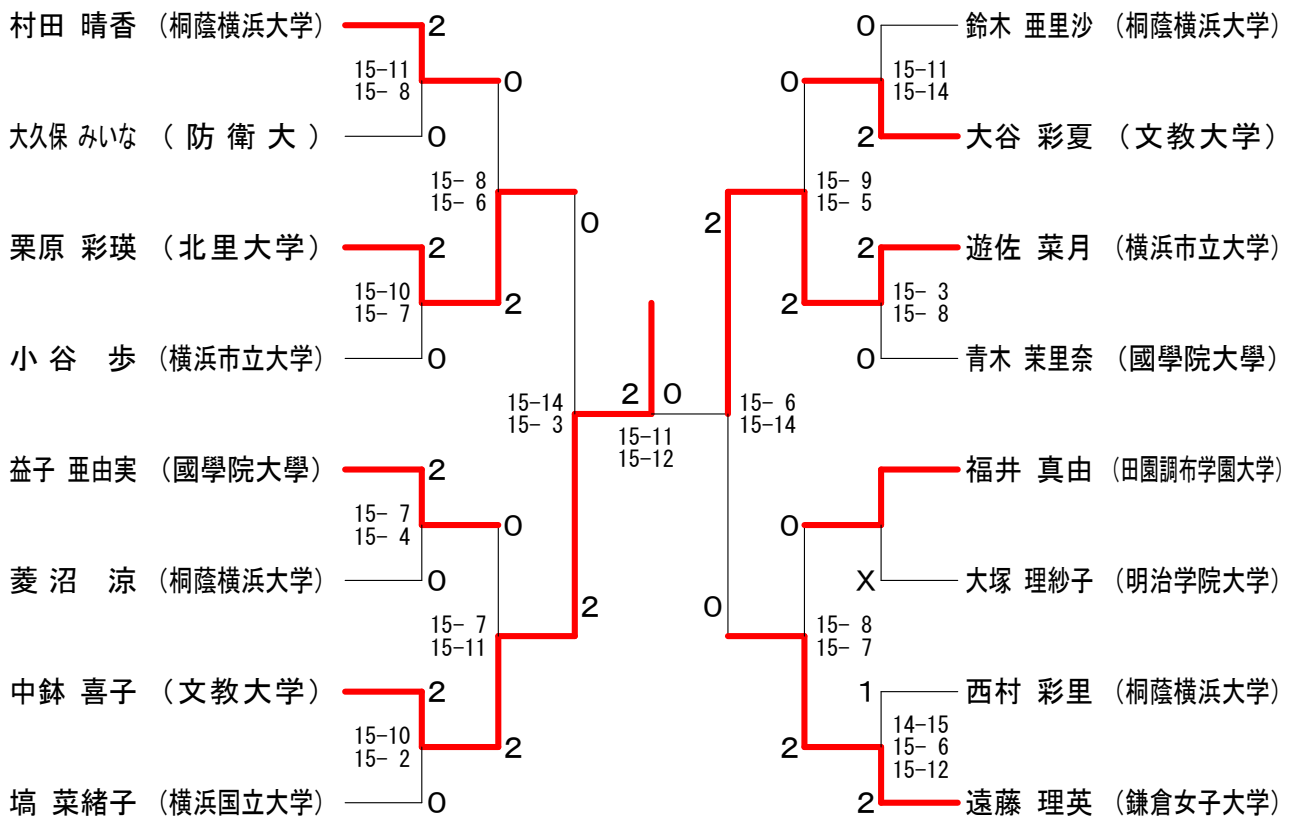 村田 晴香 (桐蔭横浜大学) 2
15-11
15- 8
0
大久保 みいな ( 防 衛 大 ) 0
15- 8
15- 6
0
栗原 彩瑛 (北里大学) 2
15-10
15- 7
2
小 谷 歩 (横浜市立大学) 0
15-14
15- 3
益子 亜由実 (國學院大學) 2
15- 7
15- 4
0
菱 沼 涼 (桐蔭横浜大学) 0
15- 7
15-11
2
中鉢 喜子 (文教大学) 2
15-10
15- 2
2
塙 菜緒子 (横浜国立大学) 0
2 0
15-11
15-12
0 鈴木 亜里沙 (桐蔭横浜大学)
0
15-11
15-14
2 大谷 彩夏 (文教大学)
2
15- 9
15- 5
2 遊佐 菜月 (横浜市立大学)
2
15- 3
15- 8
0 青木 茉里奈 (國學院大學)
15- 6
15-14
福井 真由 (田園調布学園大学)
0
X 大塚 理紗子 (明治学院大学)
0
15- 8
15- 7
1 西村 彩里 (桐蔭横浜大学)
2
14-15
15- 6
15-12
2 遠藤 理英 (鎌倉女子大学)